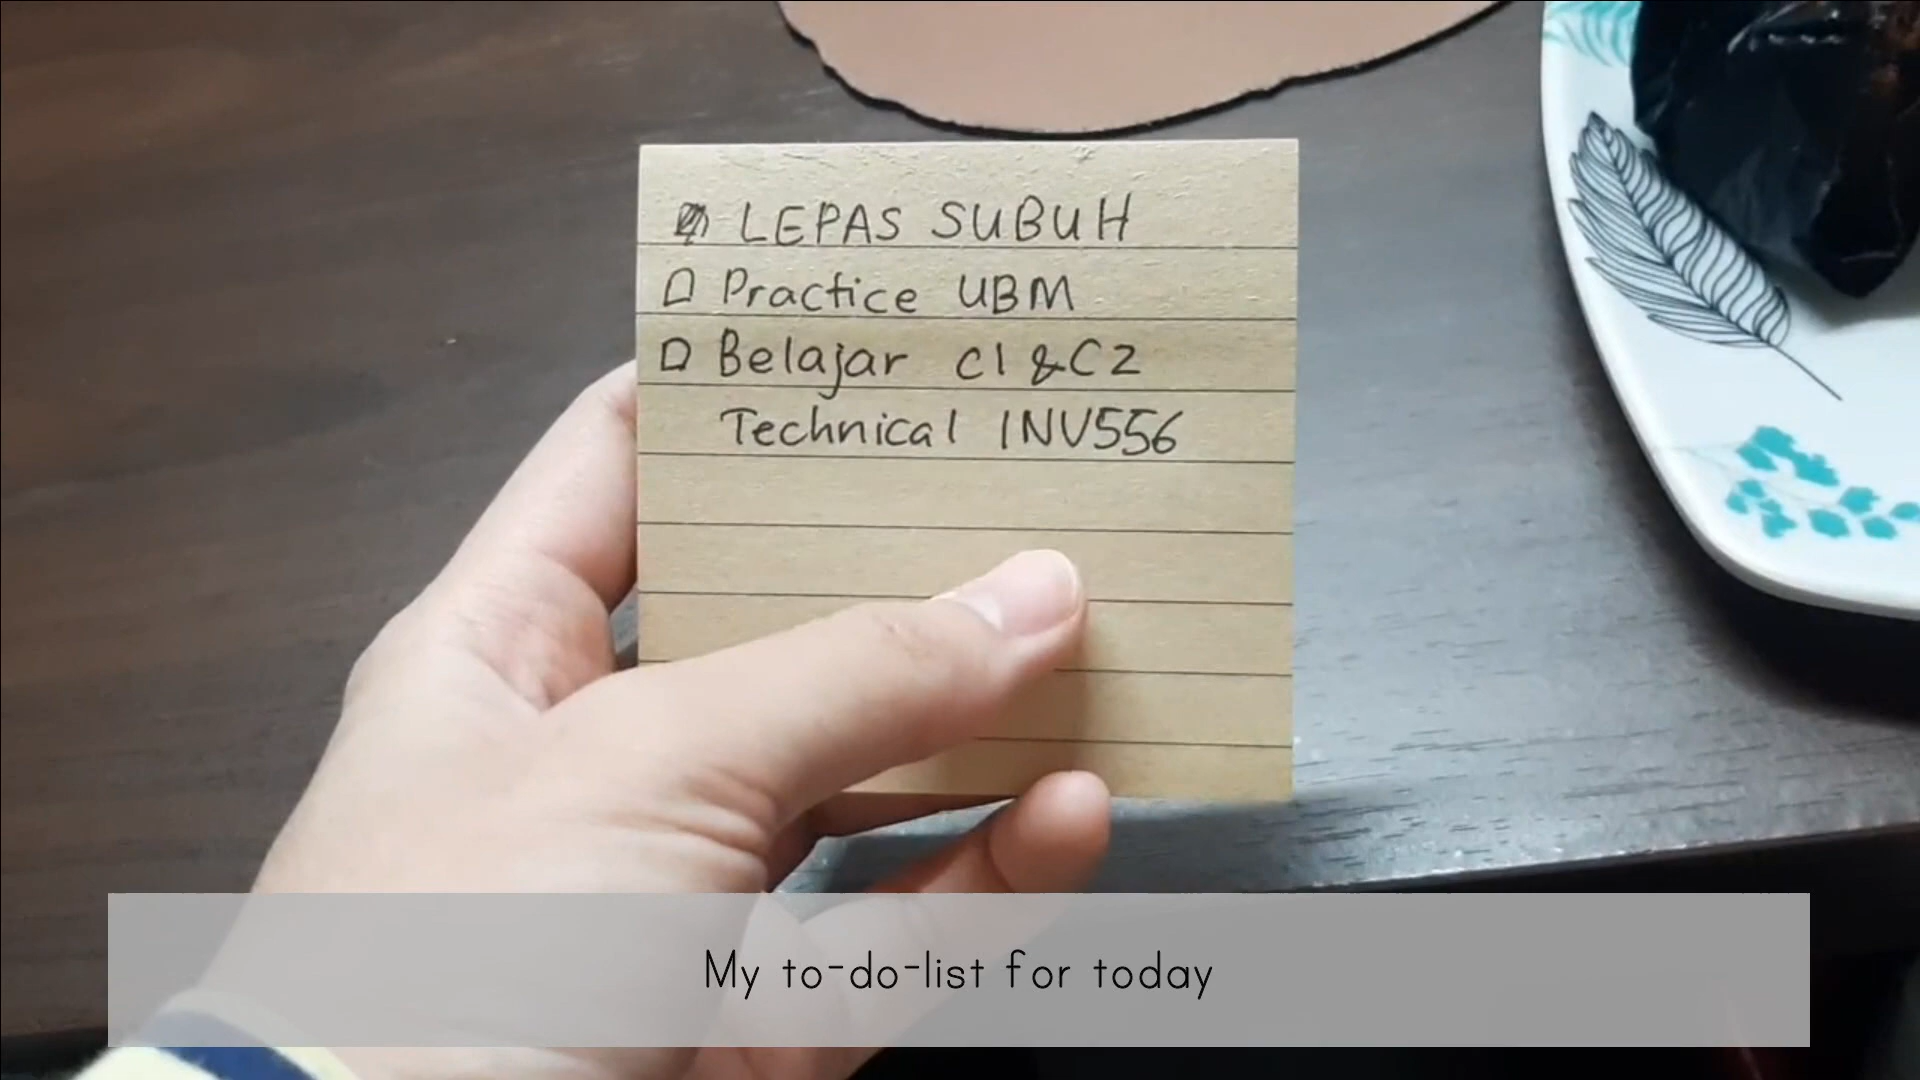 LEPAS SUBUH
Practice UBM
Belajar C1 & C2
Technical INV556
My to-do-list for today